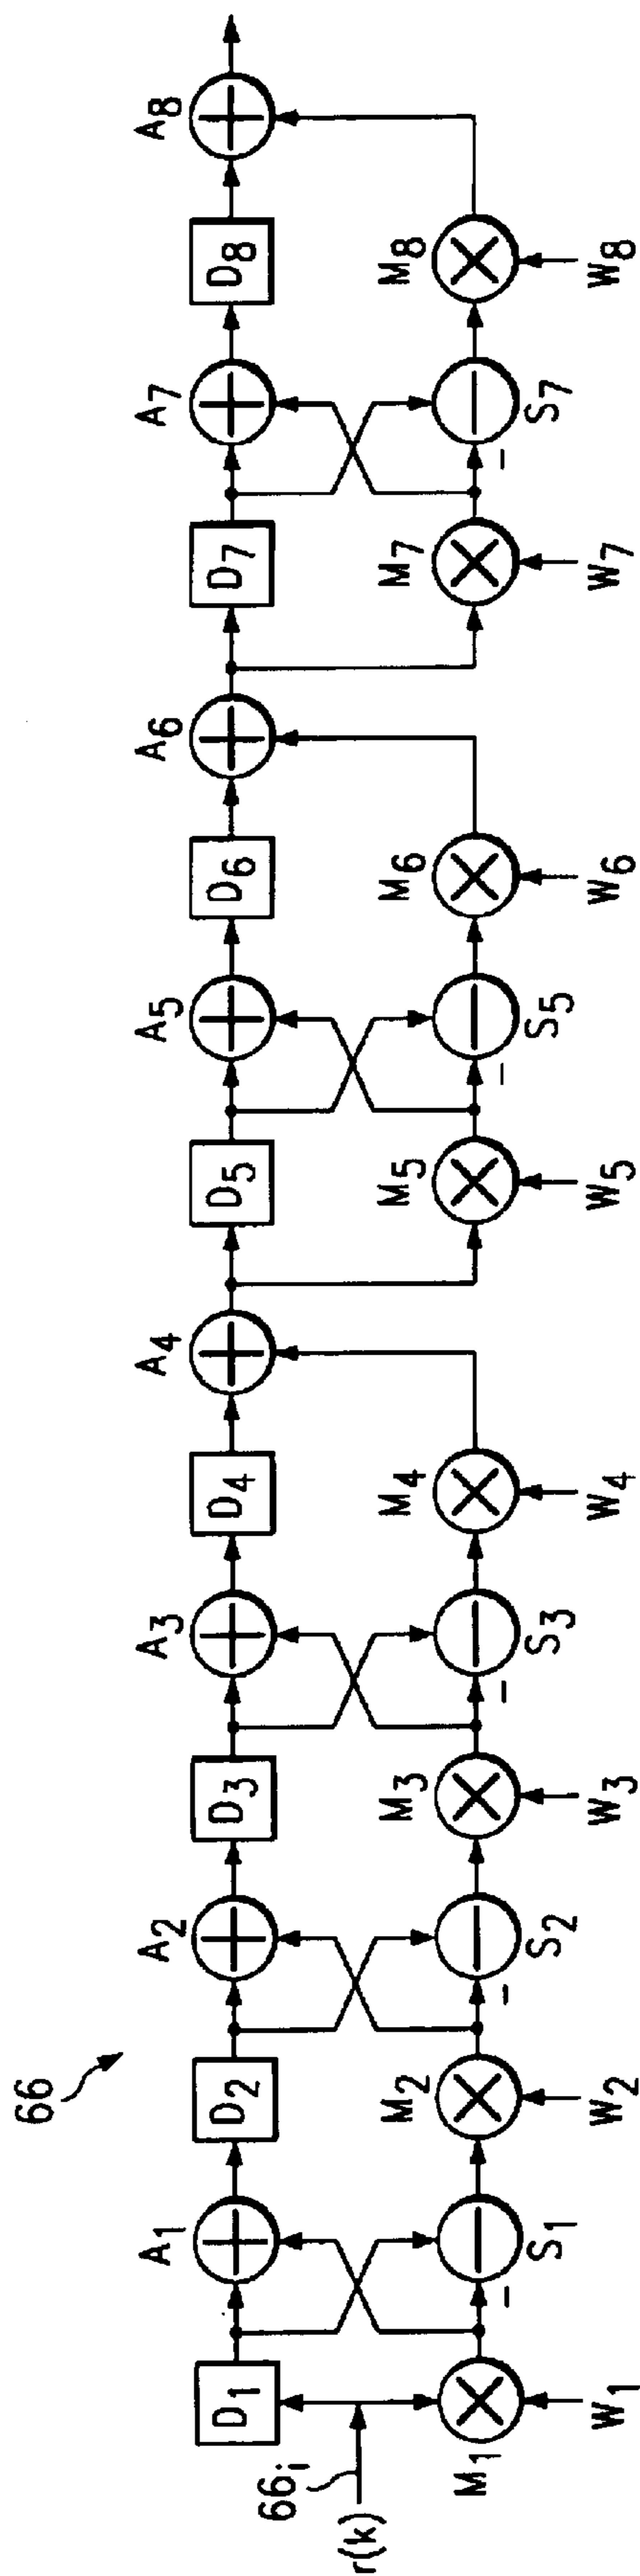 66
A1 A2 A3 A4 A5 A6 A7 A8
D1 D2 D3 D4 D5 D6 D7 D8
66i
r(k)
M1 M2 M3 M4 M5 M6 M7 M8
- - - - -
S1 S2 S3 S5 S7
W1 W2 W3 W4 W5 W6 W7 W8